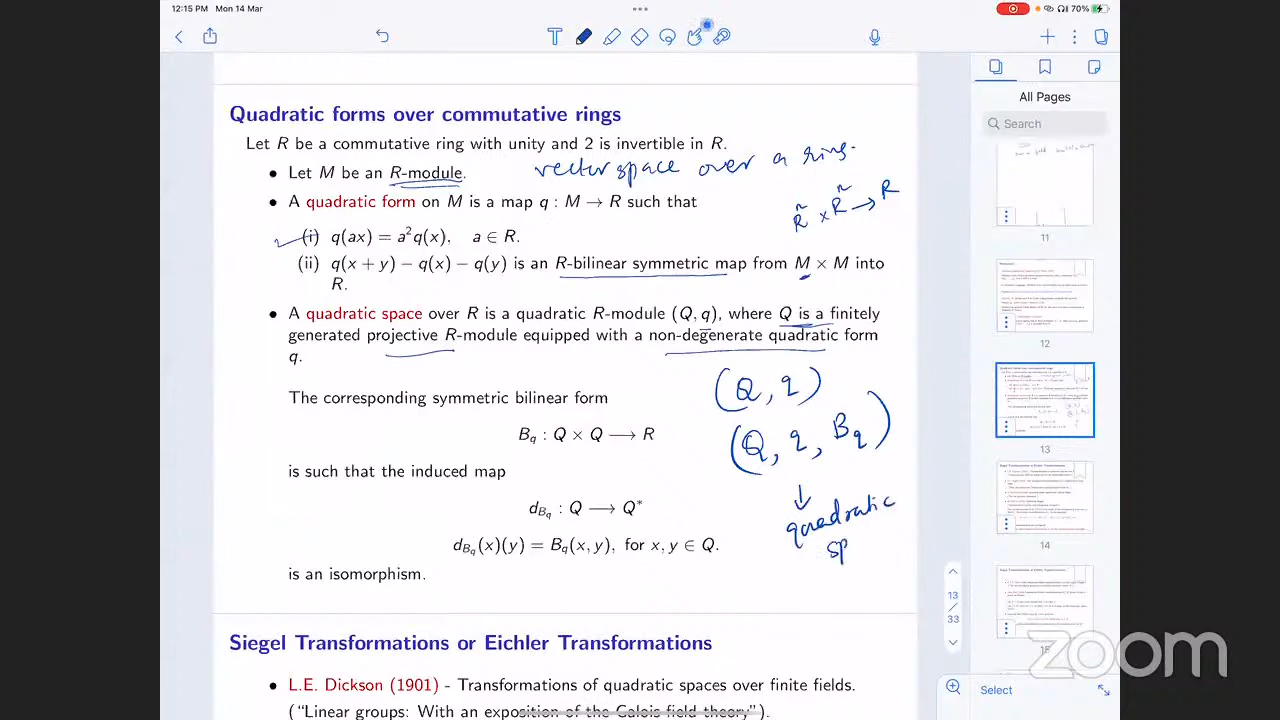 12:15 PM Mon 14 Mar
70%
Quadratic forms over commutative rings
Let R be a commutative ring with unity and 2 is invertible in R.
• Let M be an R-module.
vector space over a ring.
• A quadratic form on M is a map q : M → R such that
Rⁿ × Rⁿ → R
(i) q(ax) = a²q(x), a ∈ R.
(ii) q(x + y) − q(x) − q(y) is an R-bilinear symmetric map from M × M into
over R is a quadratic R-module (Q, q), where Q is a finitely
generated projective R-module equipped with a non-degenerate quadratic form
q.
(Q, q)
The corresponding symmetric bilinear form
B_q : Q × Q → R
(Q, q, B_q)
is such that the induced map
d_{B_q} : Q → Q*
quadratic
sp
d_{B_q}(x)(y) = B_q(x, y), for x, y ∈ Q.
is an isomorphism.
Siegel Transformations or Eichler Transformations
• L.E. Dickson (1901) - Transformations of quadratic spaces over finite fields.
("Linear groups: With an exposition of the Galois field theory").
All Pages
Search
11
12
13
14
15
13
33
Select
zoom